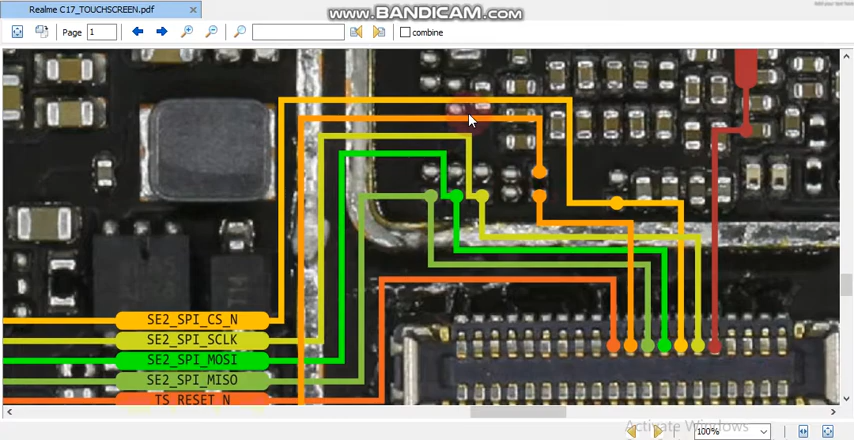 Realme C17_TOUCHSCREEN.pdf
www.BANDICAM.com
Page 1
combine
SE2_SPI_CS_N
SE2_SPI_SCLK
SE2_SPI_MOSI
SE2_SPI_MISO
TS_RESET_N
Activate Windows
100%